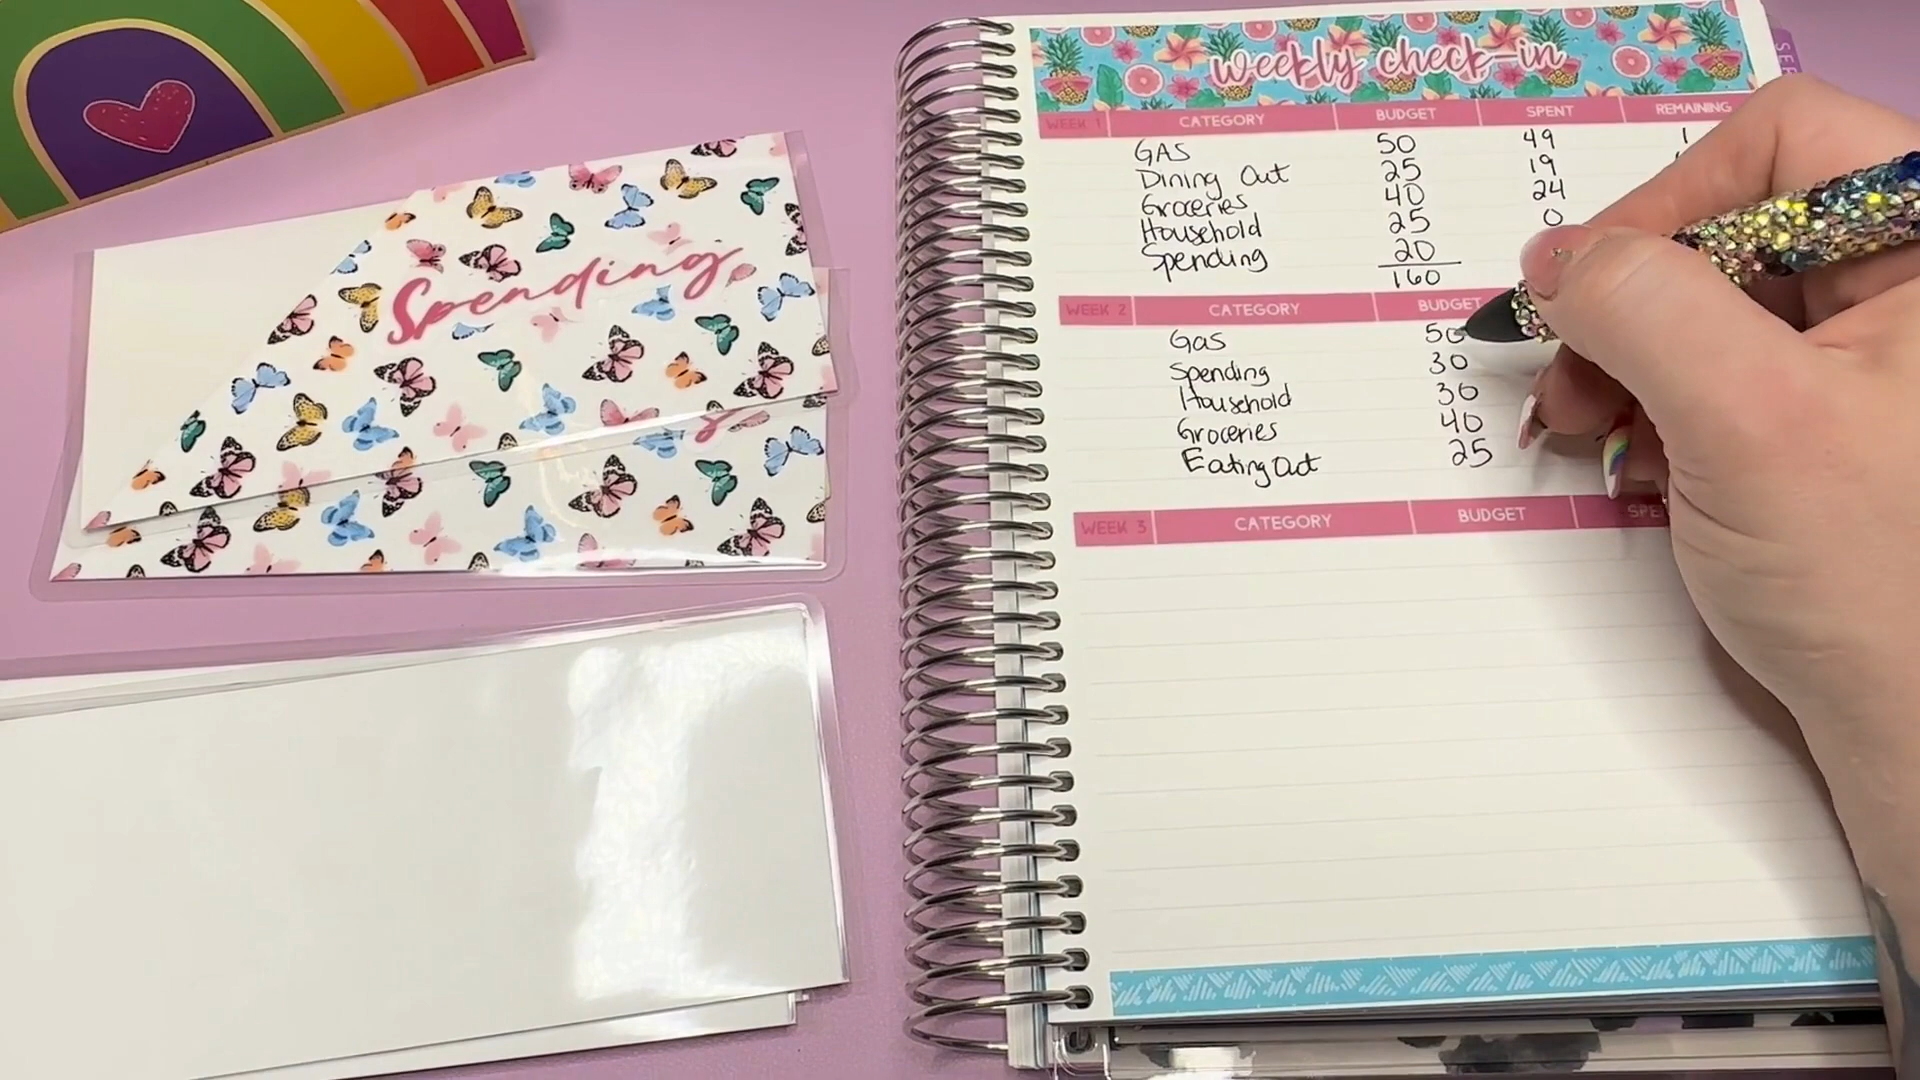 Spending
weekly check-in
WEEK 1 CATEGORY BUDGET SPENT REMAINING
GAS 50 49 1
Dining Out 25 19
Groceries 40 24
Household 25 0
Spending 20
160
WEEK 2 CATEGORY BUDGET
Gas 50
Spending 30
Household 30
Groceries 40
Eating Out 25
WEEK 3 CATEGORY BUDGET